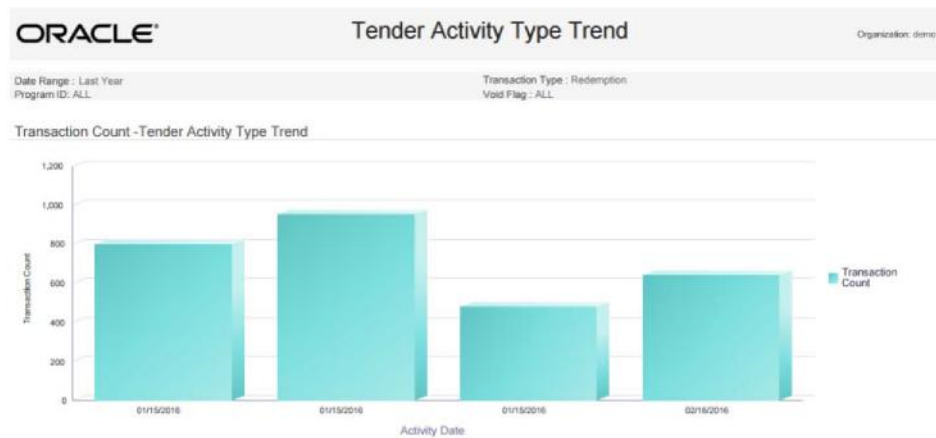 ORACLE®
Tender Activity Type Trend
Organization: demo
Date Range : Last Year
Transaction Type : Redemption
Program ID: ALL
Void Flag : ALL
Transaction Count -Tender Activity Type Trend
1,200
1,000
800
600
400
200
0
Transaction Count
01/15/2016
01/15/2016
01/15/2016
02/16/2016
Activity Date
Transaction
Count